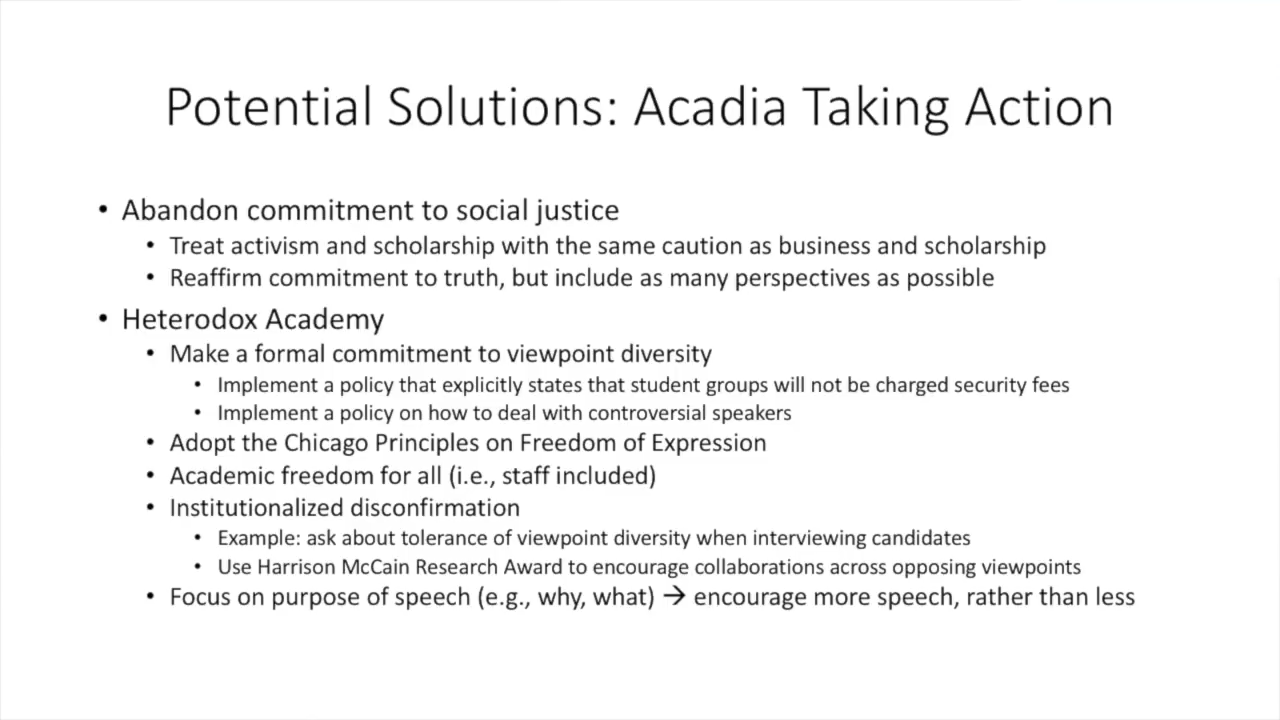 Potential Solutions: Acadia Taking Action
• Abandon commitment to social justice
• Treat activism and scholarship with the same caution as business and scholarship
• Reaffirm commitment to truth, but include as many perspectives as possible
• Heterodox Academy
• Make a formal commitment to viewpoint diversity
• Implement a policy that explicitly states that student groups will not be charged security fees
• Implement a policy on how to deal with controversial speakers
• Adopt the Chicago Principles on Freedom of Expression
• Academic freedom for all (i.e., staff included)
• Institutionalized disconfirmation
• Example: ask about tolerance of viewpoint diversity when interviewing candidates
• Use Harrison McCain Research Award to encourage collaborations across opposing viewpoints
• Focus on purpose of speech (e.g., why, what) → encourage more speech, rather than less